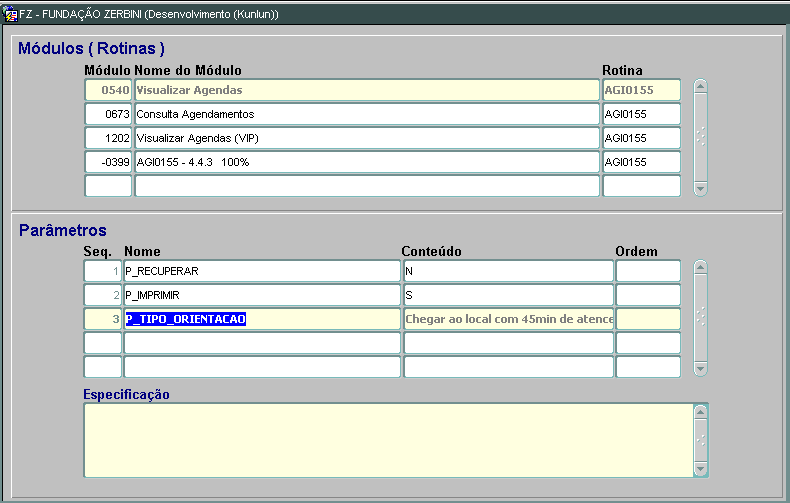 FZ - FUNDAÇÃO ZERBINI (Desenvolvimento (Kunlun))
Módulos ( Rotinas )
Módulo Nome do Módulo Rotina
0540 Visualizar Agendas AGI0155
0673 Consulta Agendamentos AGI0155
1202 Visualizar Agendas (VIP) AGI0155
-0399 AGI0155 - 4.4.3 100% AGI0155
Parâmetros
Seq. Nome Conteúdo Ordem
1 P_RECUPERAR N
2 P_IMPRIMIR S
3 P_TIPO_ORIENTACAO Chegar ao local com 45min de atence
Especificação